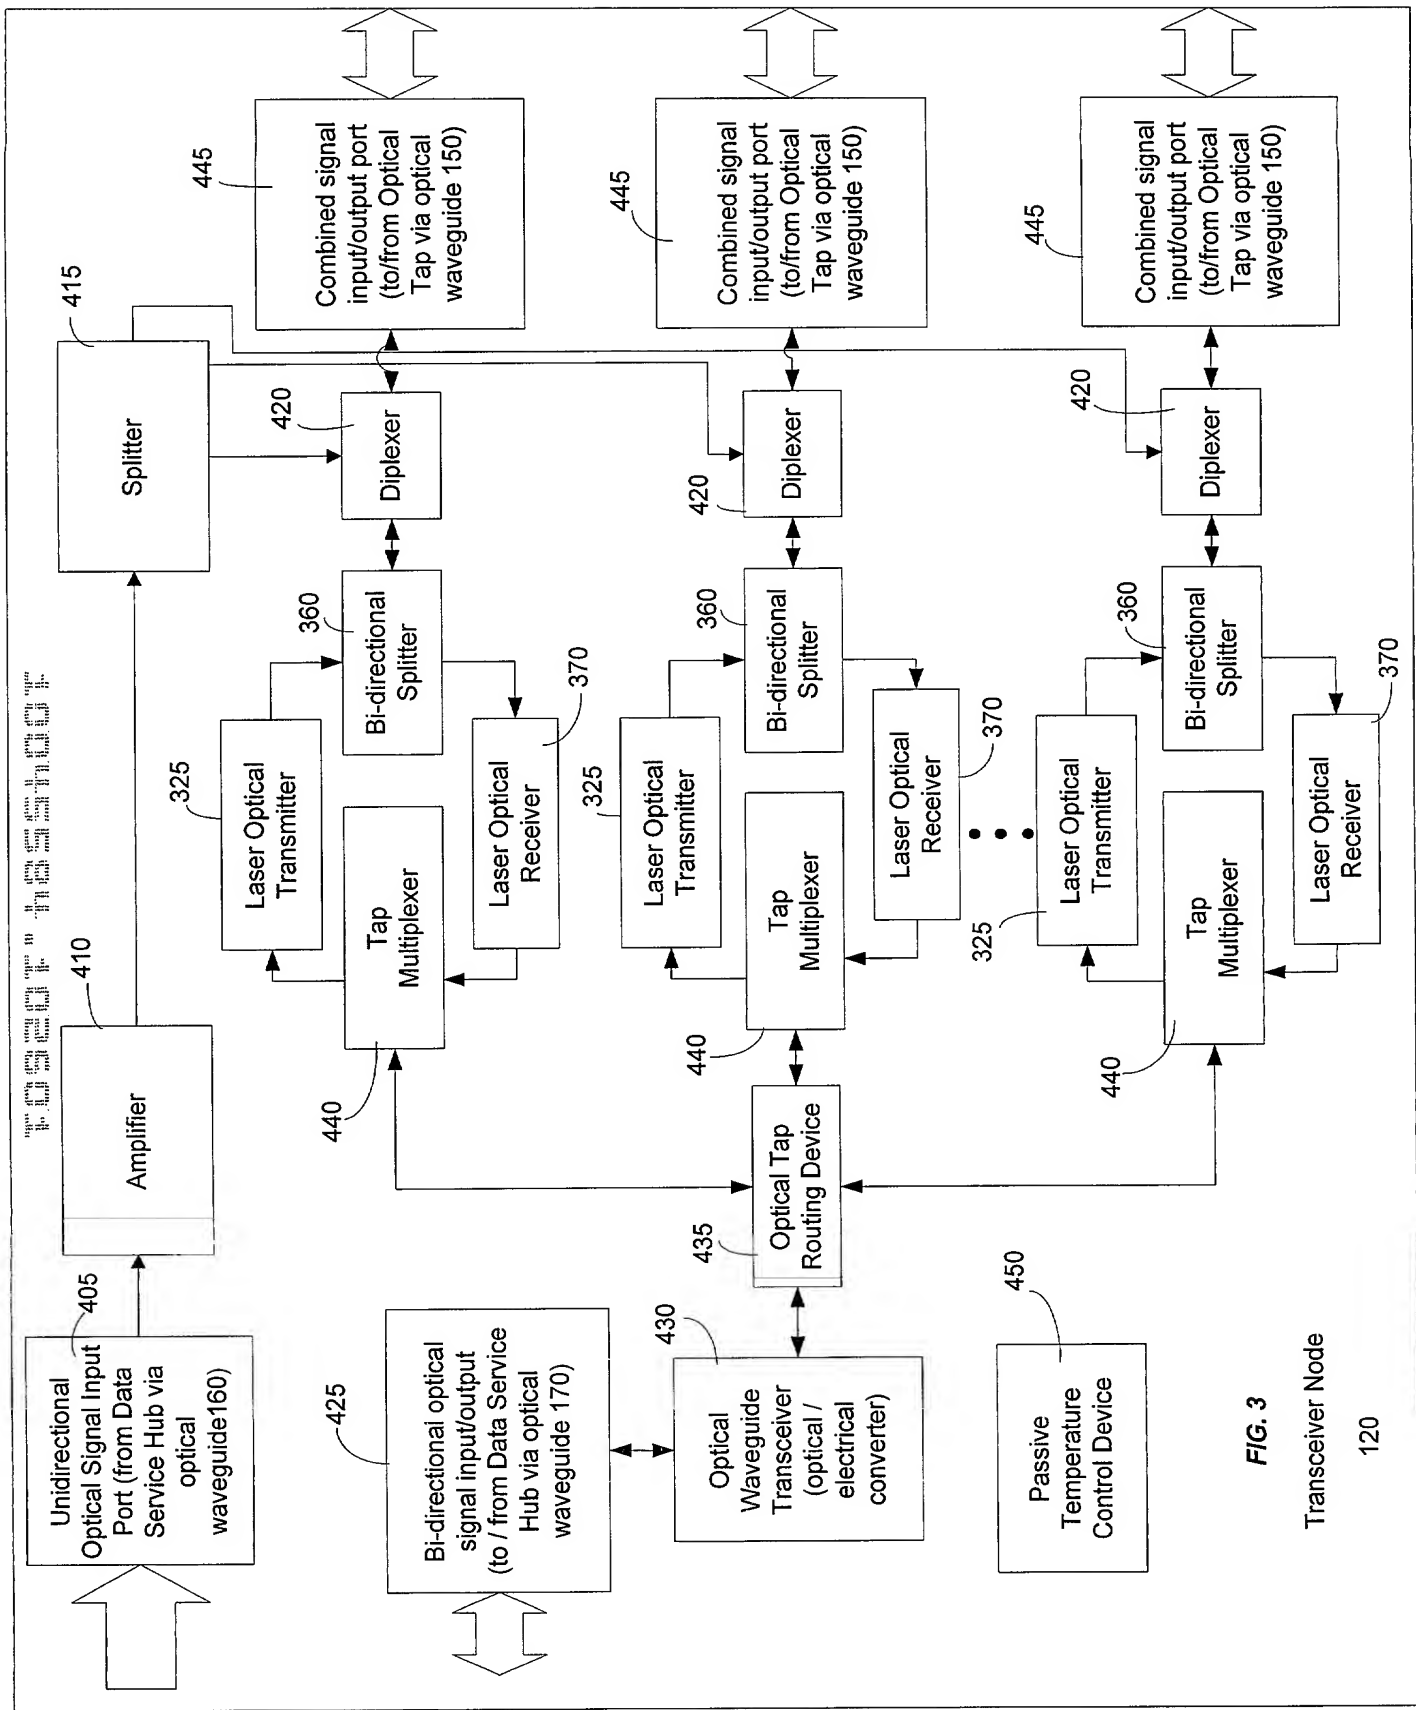 Unidirectional
Optical Signal Input
Port (from Data
Service Hub via
optical
waveguide160)
405
Amplifier
410
Splitter
415
Bi-directional optical
signal input/output
(to / from Data Service
Hub via optical
waveguide 170)
425
Optical
Waveguide
Transceiver
(optical /
electrical
converter)
430
Optical Tap
Routing Device
435
Tap
Multiplexer
440
Laser Optical
Transmitter
325
Laser Optical
Receiver
370
Bi-directional
Splitter
360
Diplexer
420
Combined signal
input/output port
(to/from Optical
Tap via optical
waveguide 150)
445
Tap
Multiplexer
440
Laser Optical
Transmitter
325
Laser Optical
Receiver
370
Bi-directional
Splitter
360
Diplexer
420
Combined signal
input/output port
(to/from Optical
Tap via optical
waveguide 150)
445
Tap
Multiplexer
440
Laser Optical
Transmitter
325
Laser Optical
Receiver
370
Bi-directional
Splitter
360
Diplexer
420
Combined signal
input/output port
(to/from Optical
Tap via optical
waveguide 150)
445
Passive
Temperature
Control Device
450
FIG. 3
Transceiver Node
120